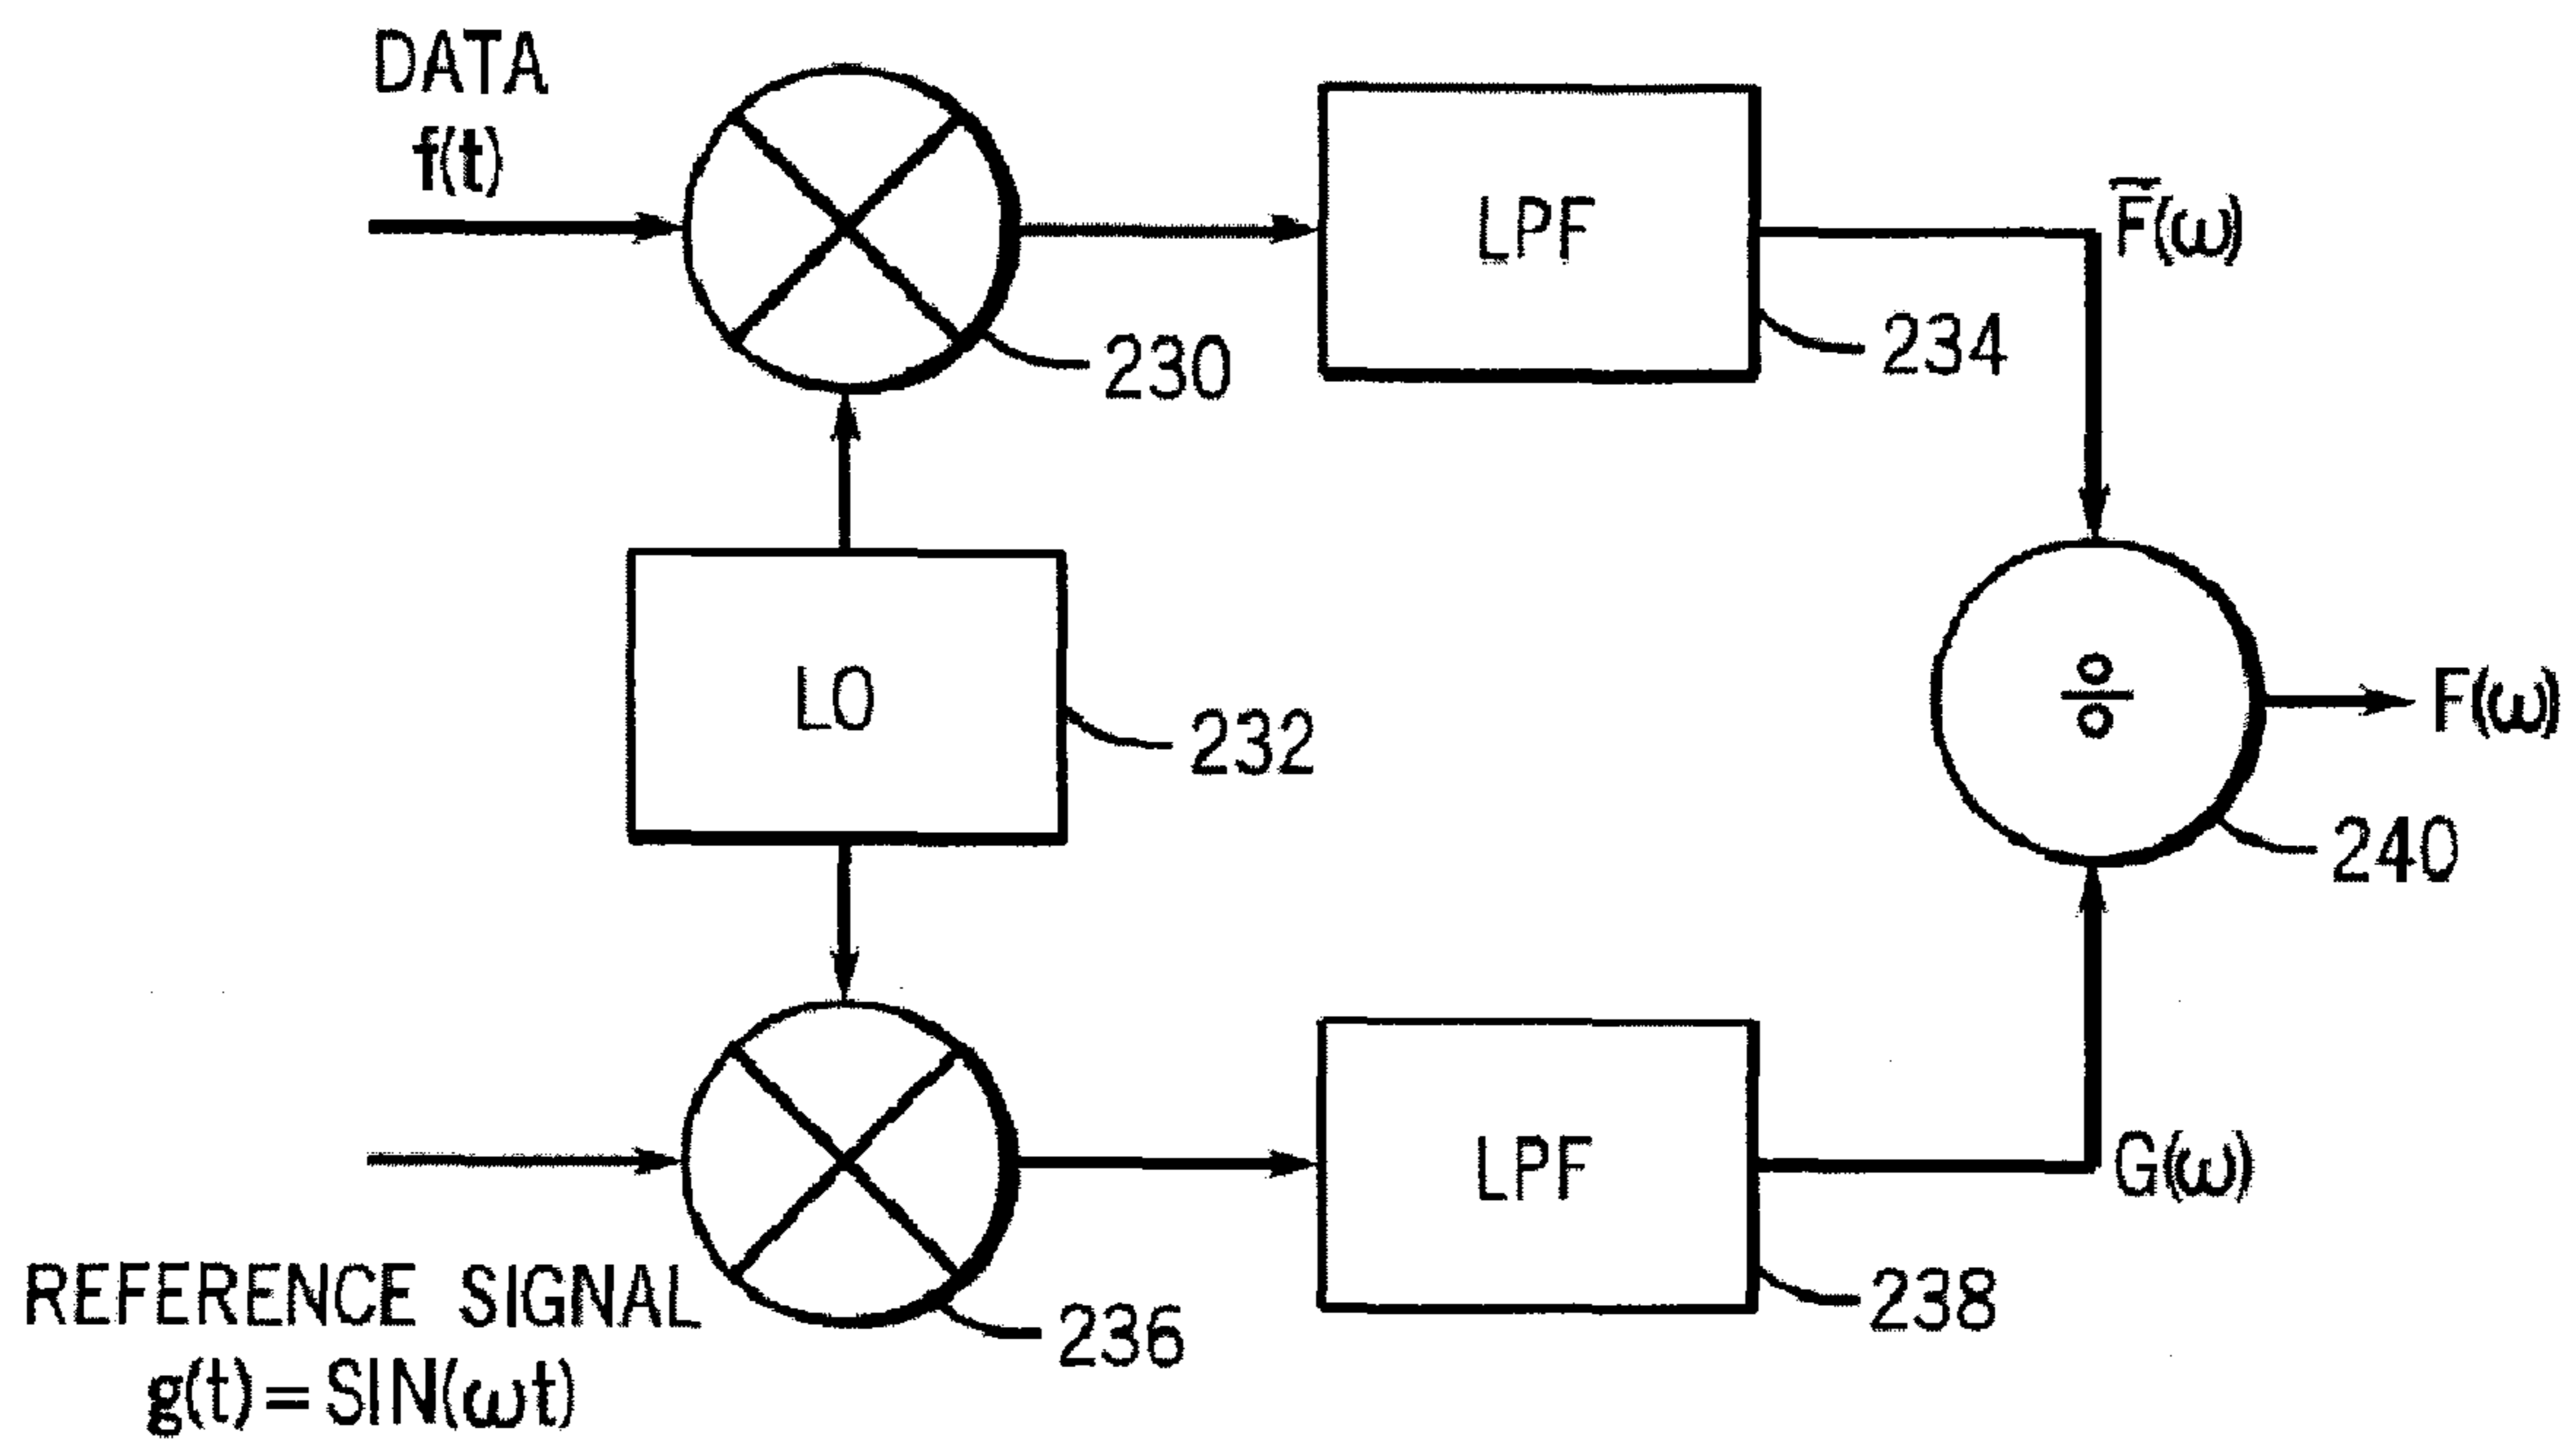 DATA
f(t)
LPF
F̅(ω)
230
234
LO
232
÷
F(ω)
240
LPF
G(ω)
REFERENCE SIGNAL
g(t) = SIN(ωt)
236
238